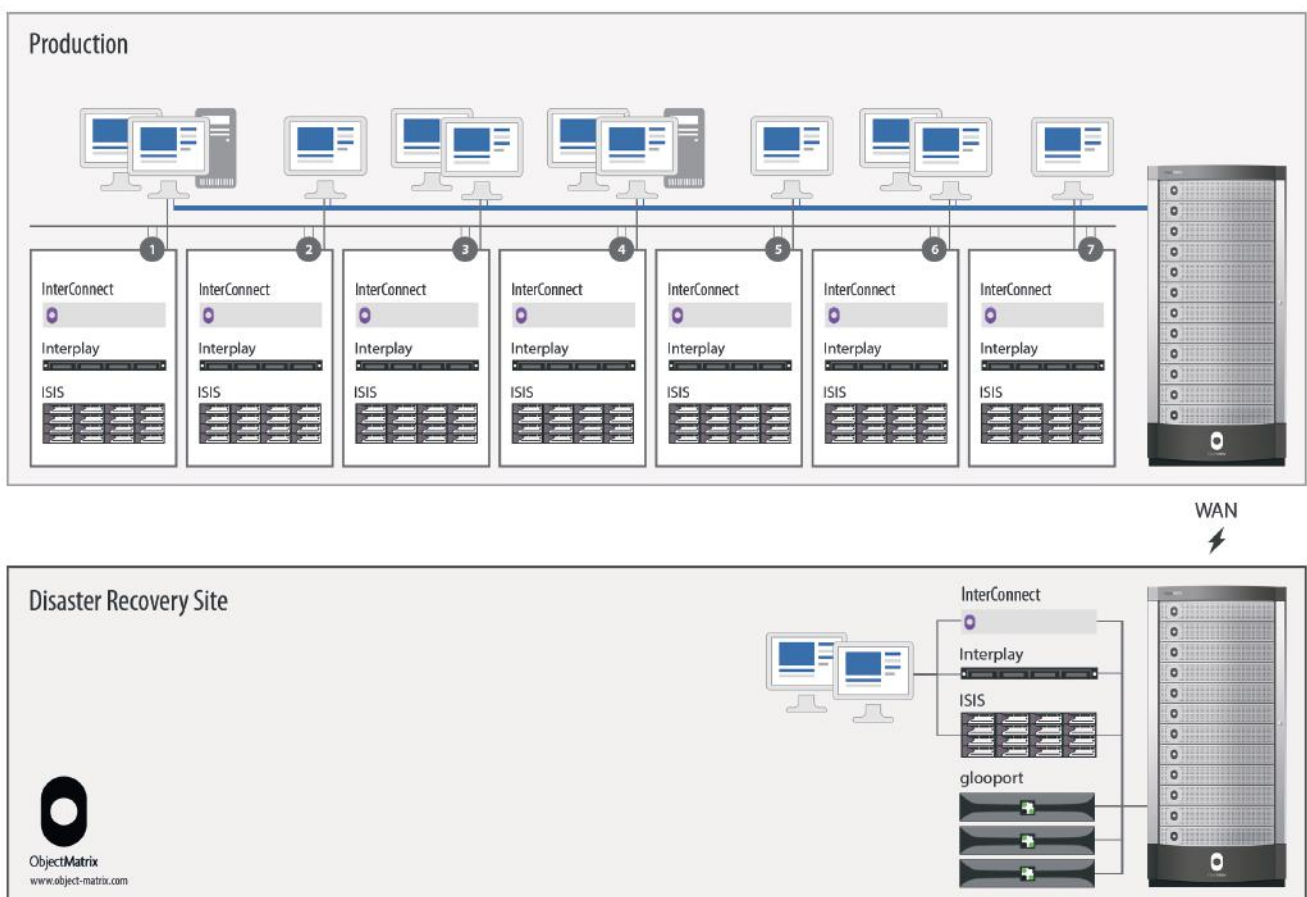 Production
1 2 3 4 5 6 7
InterConnect InterConnect InterConnect InterConnect InterConnect InterConnect InterConnect
Interplay Interplay Interplay Interplay Interplay Interplay Interplay
ISIS ISIS ISIS ISIS ISIS ISIS ISIS
WAN
Disaster Recovery Site
InterConnect
Interplay
ISIS
glooport
ObjectMatrix
www.object-matrix.com